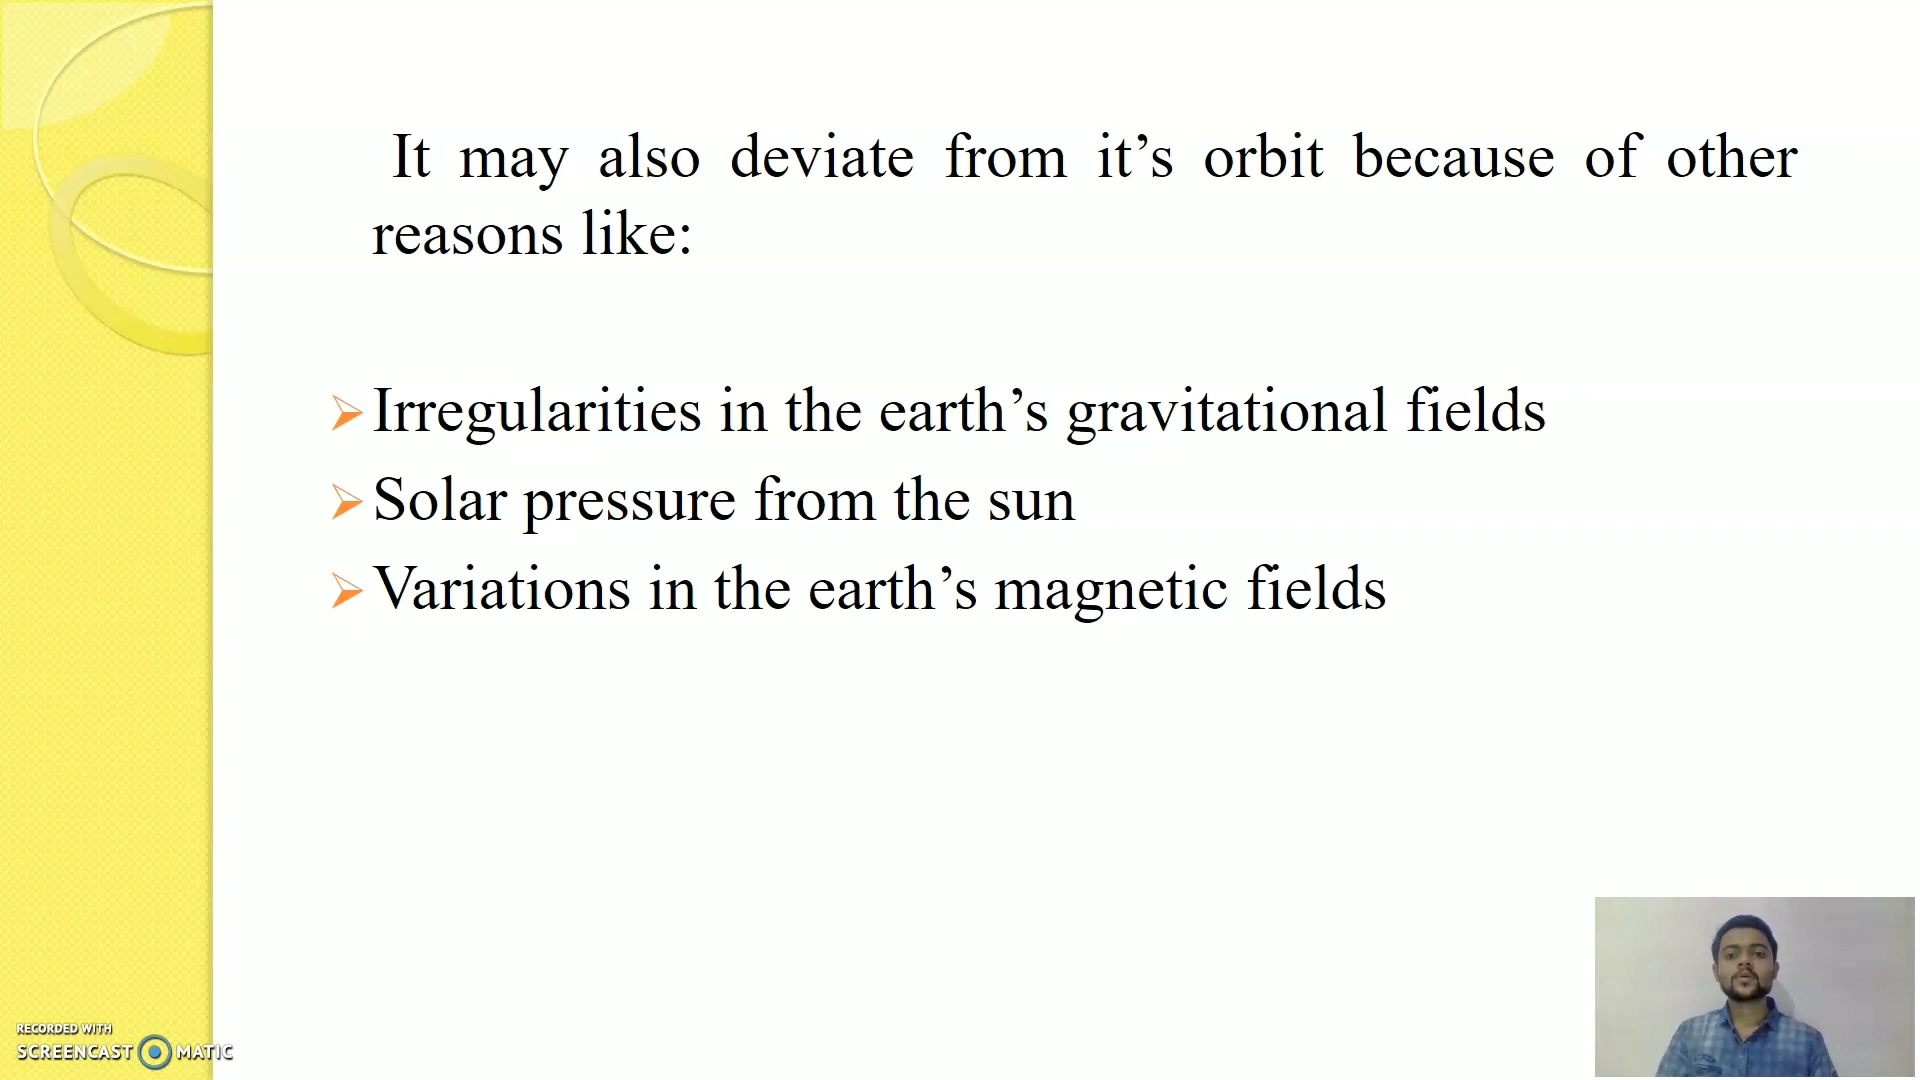 It may also deviate from it’s orbit because of other
reasons like:
Irregularities in the earth’s gravitational fields
Solar pressure from the sun
Variations in the earth’s magnetic fields
RECORDED WITH
SCREENCAST MATIC